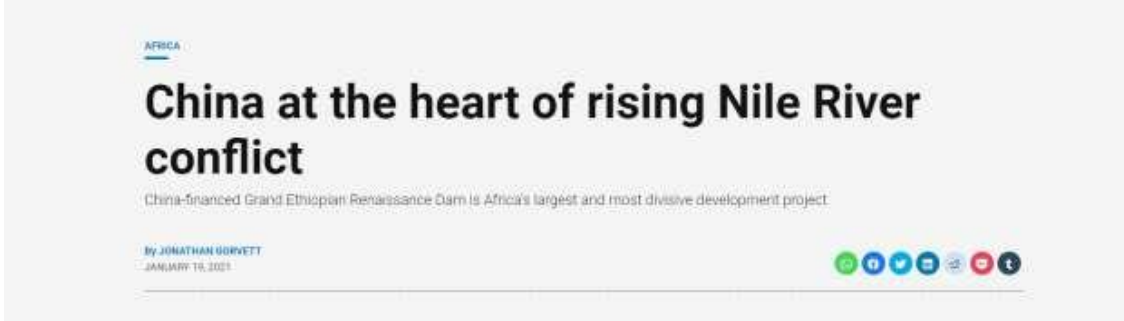 AFRICA
China at the heart of rising Nile River
conflict
China-financed Grand Ethiopian Renaissance Dam is Africa's largest and most divisive development project
By JONATHAN GORVETT
JANUARY 19, 2021